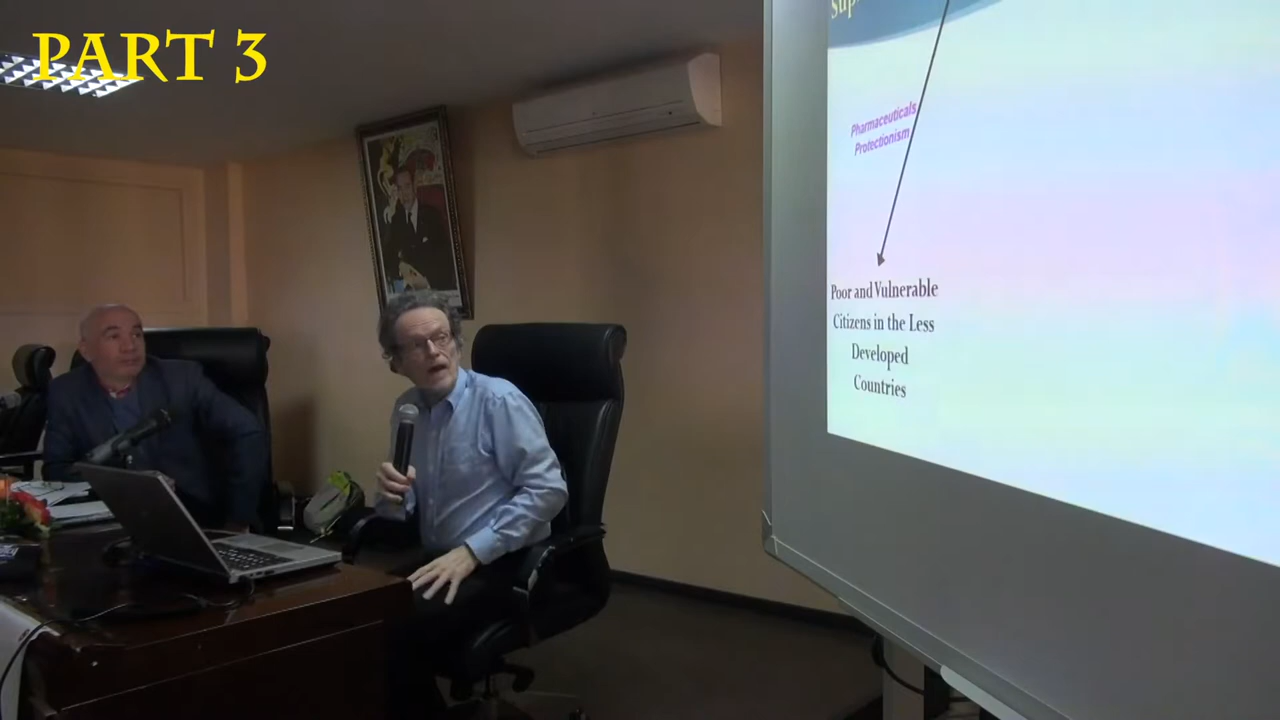 PART 3
Pharmaceuticals
Protectionism
Poor and Vulnerable
Citizens in the Less
Developed
Countries